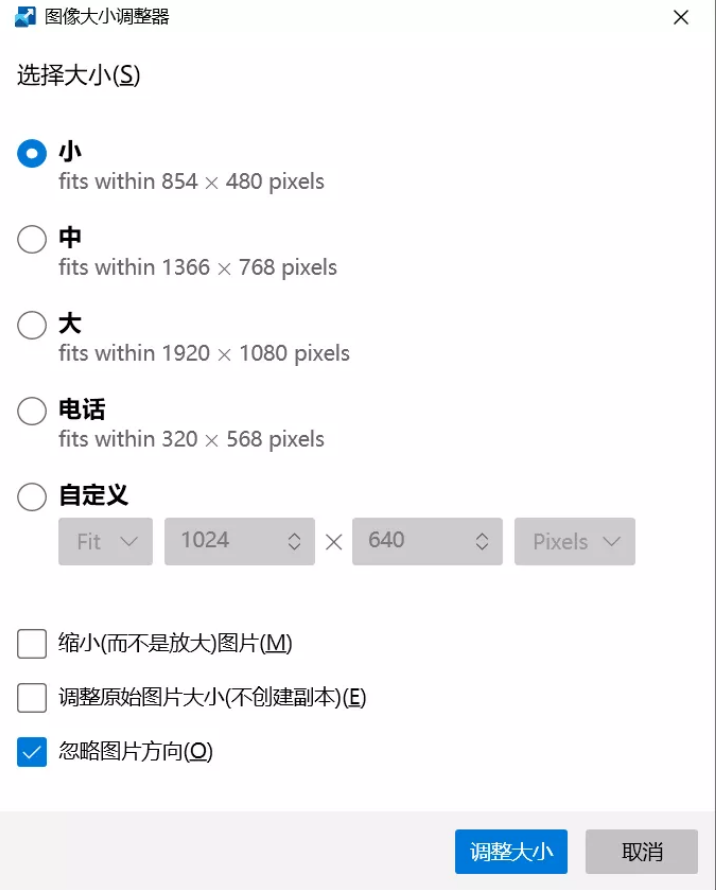 图像大小调整器
选择大小(S)
小
fits within 854 × 480 pixels
中
fits within 1366 × 768 pixels
大
fits within 1920 × 1080 pixels
电话
fits within 320 × 568 pixels
自定义
Fit 1024 × 640 Pixels
缩小(而不是放大)图片(M)
调整原始图片大小(不创建副本)(E)
忽略图片方向(O)
调整大小 取消